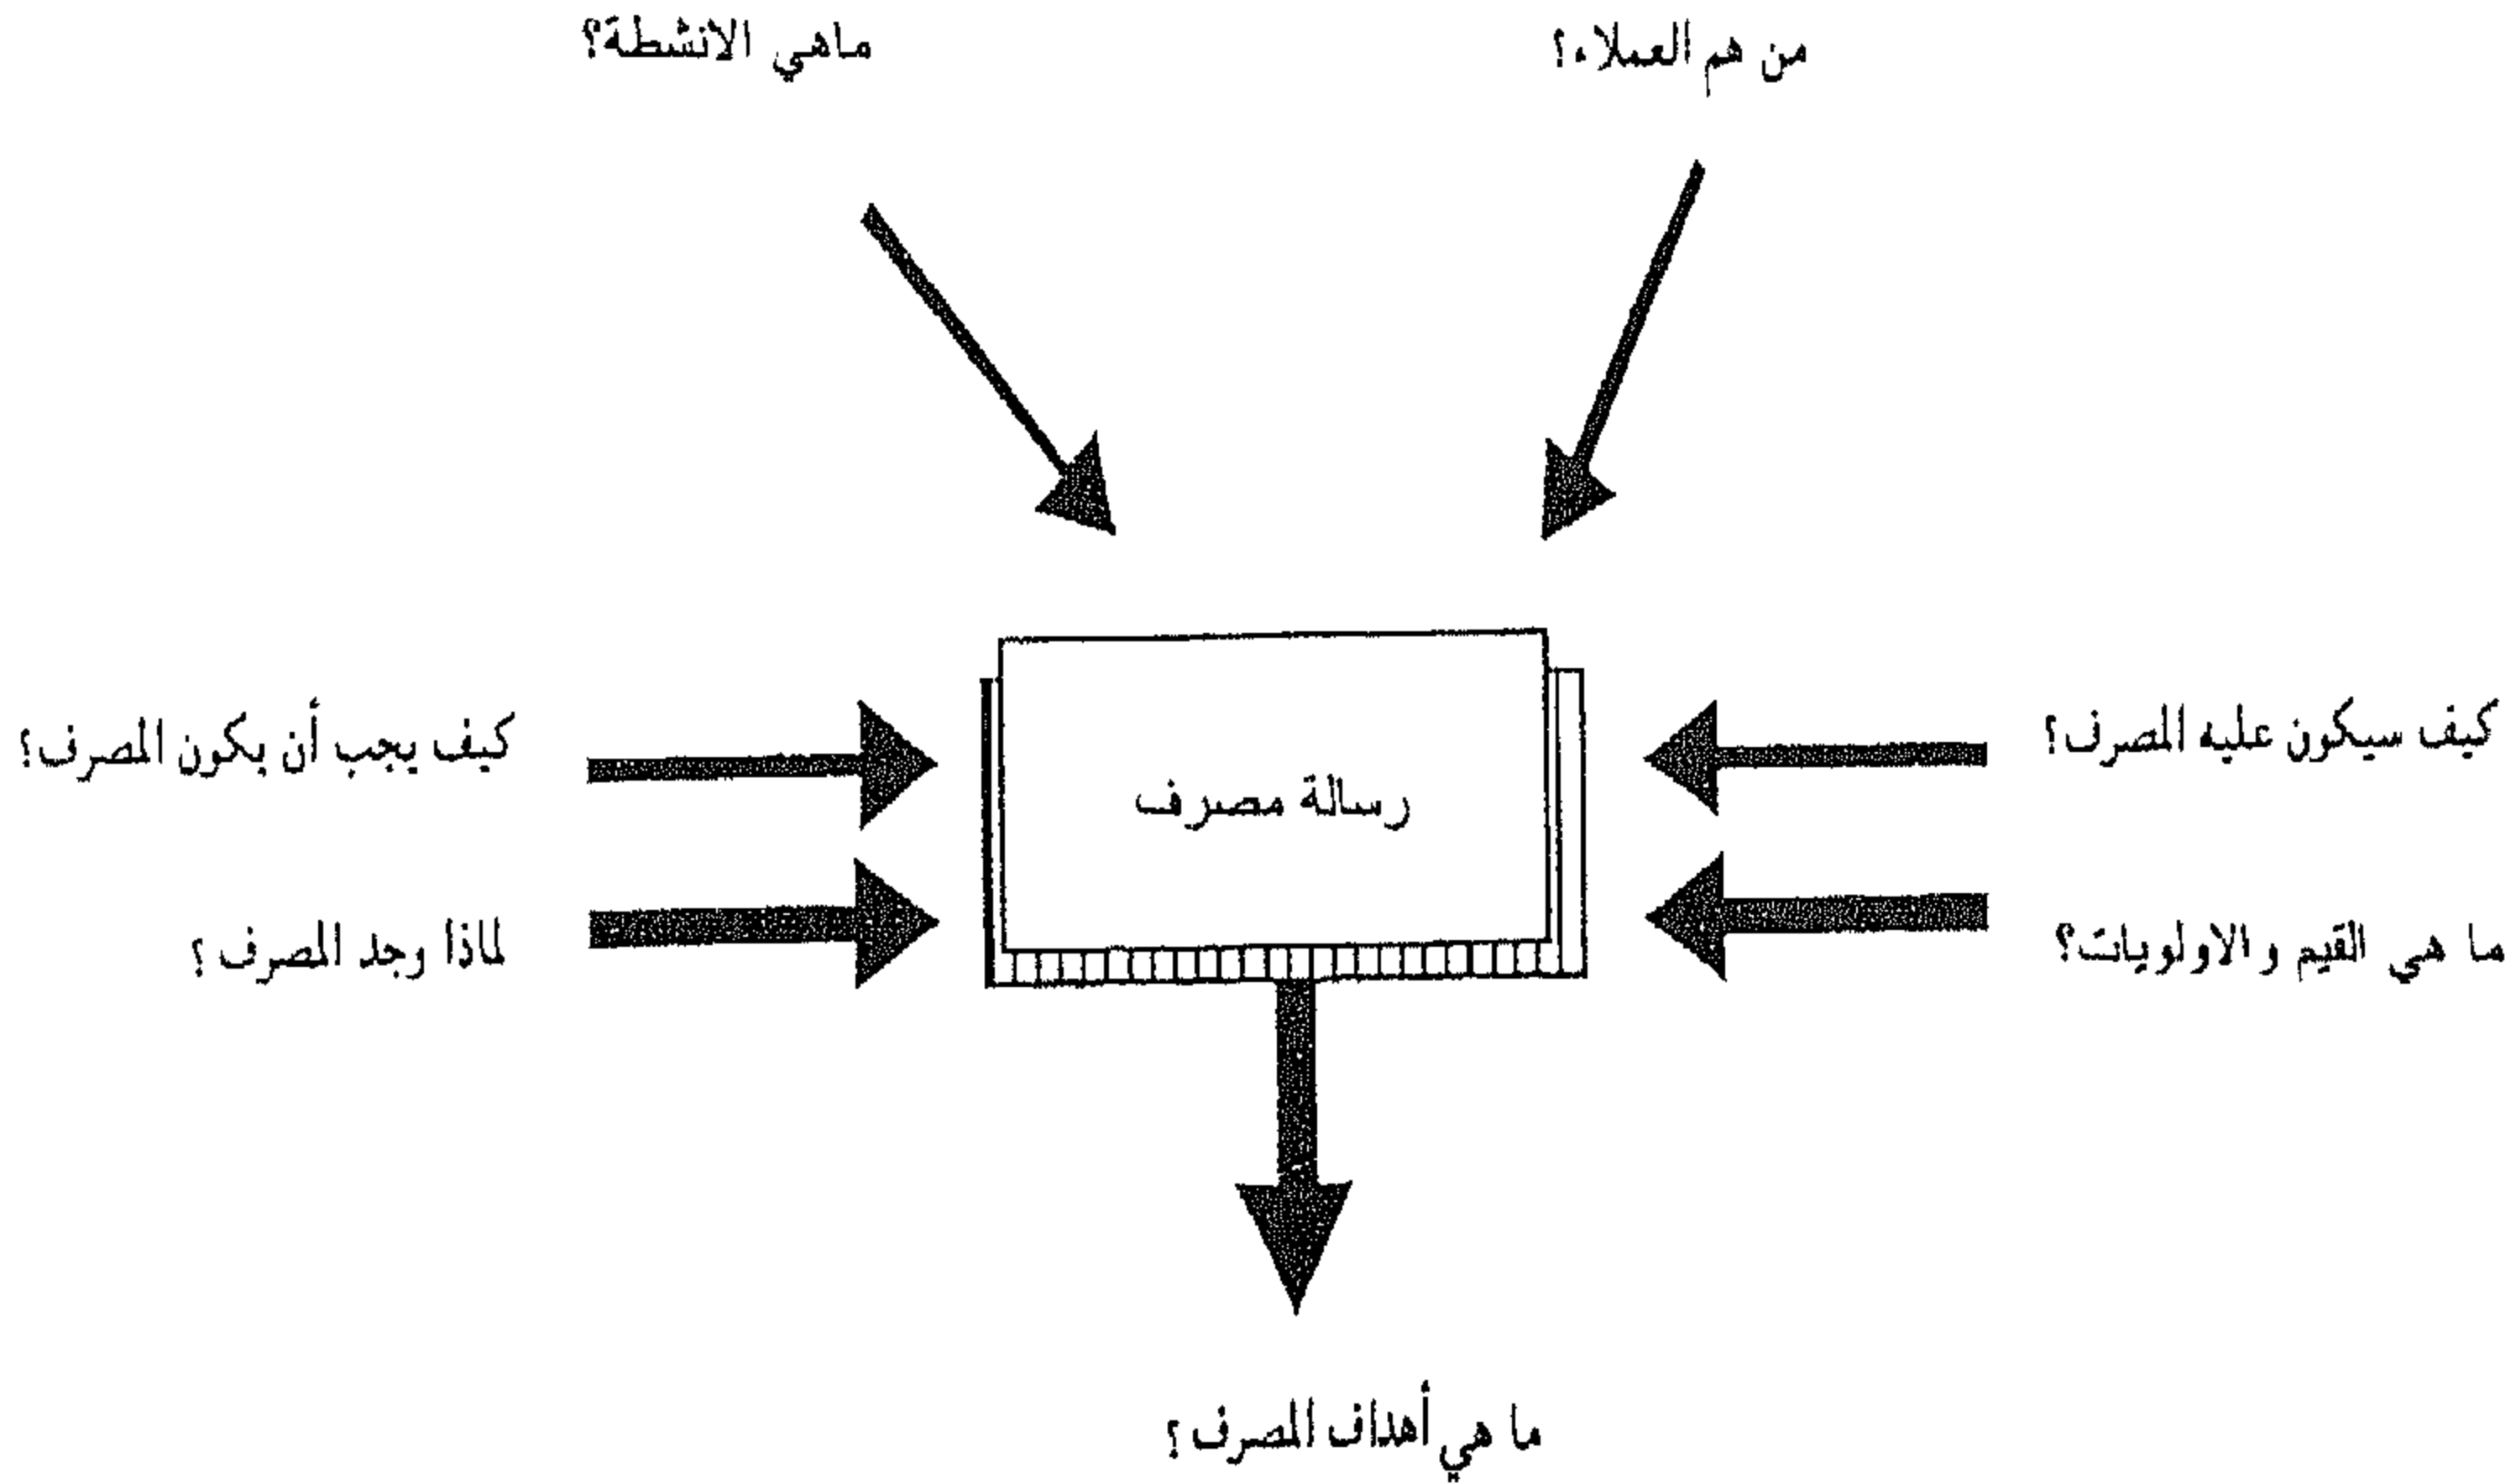 من هم العملاء؟
ماهي الانشطة؟
كيف سيكون عليه المصرف؟
كيف يجب أن يكون المصرف؟
رسالة مصرف
ما هي القيم والاولويات؟
لماذا وجد المصرف ؟
ما هي أهداف المصرف ؟